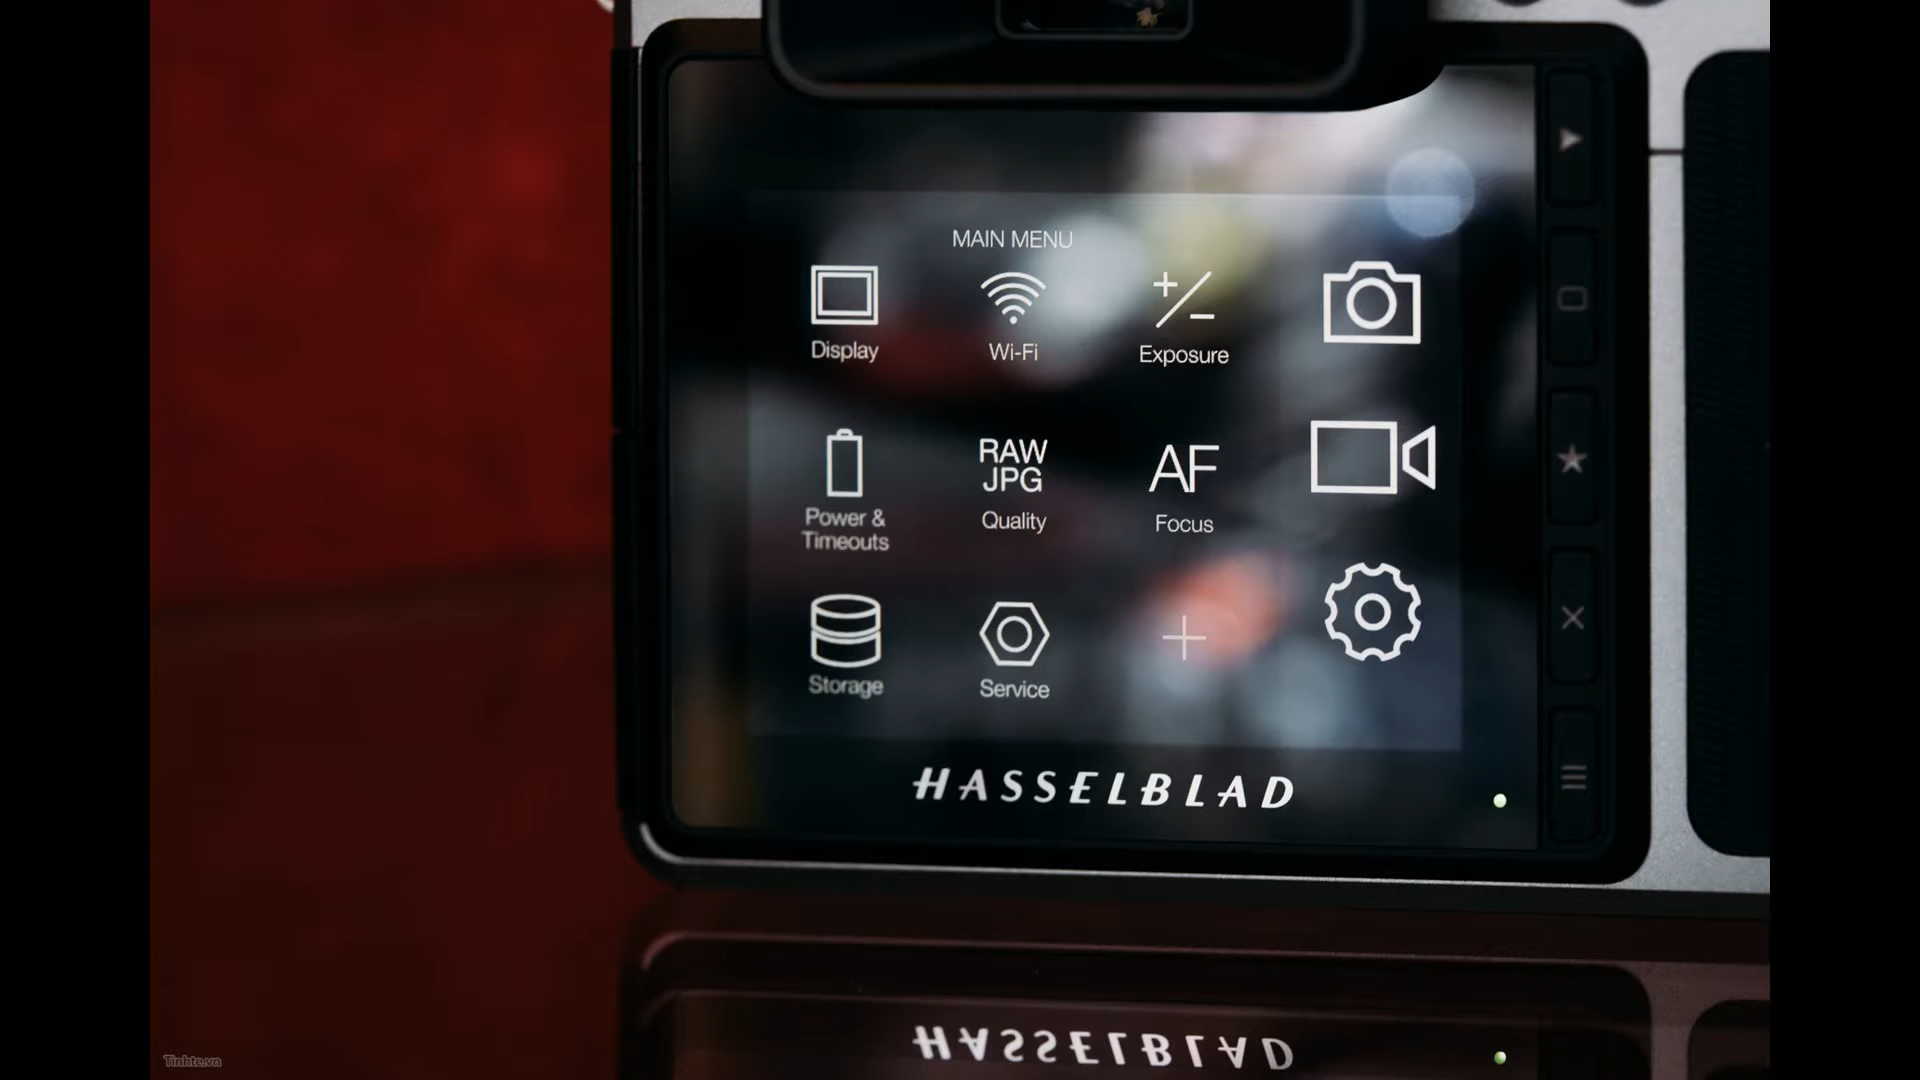 MAIN MENU
Display
Wi-Fi
Exposure
RAW
JPG
AF
Power &
Timeouts
Quality
Focus
Storage
Service
HASSELBLAD
HASSELBLAD
Tinhte.vn